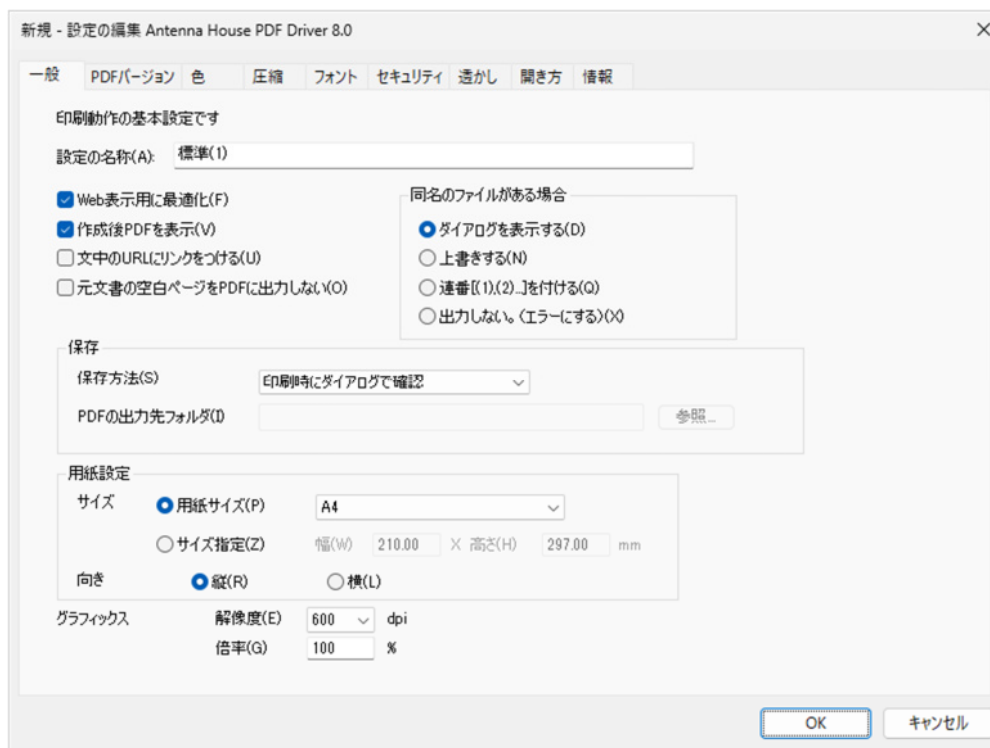 新規 - 設定の編集 Antenna House PDF Driver 8.0
一般 PDFバージョン 色 圧縮 フォント セキュリティ 透かし 開き方 情報
印刷動作の基本設定です
設定の名称(A): 標準(1)
Web表示用に最適化(F)
作成後PDFを表示(V)
文中のURLにリンクをつける(U)
元文書の空白ページをPDFに出力しない(O)
同名のファイルがある場合
ダイアログを表示する(D)
上書きする(N)
連番[(1),(2)...]を付ける(Q)
出力しない。(エラーにする)(X)
保存
保存方法(S) 印刷時にダイアログで確認
PDFの出力先フォルダ(I) 参照...
用紙設定
サイズ 用紙サイズ(P) A4
サイズ指定(Z) 幅(W) 210.00 X 高さ(H) 297.00 mm
向き 縦(R) 横(L)
グラフィックス 解像度(E) 600 dpi
倍率(G) 100 %
OK キャンセル